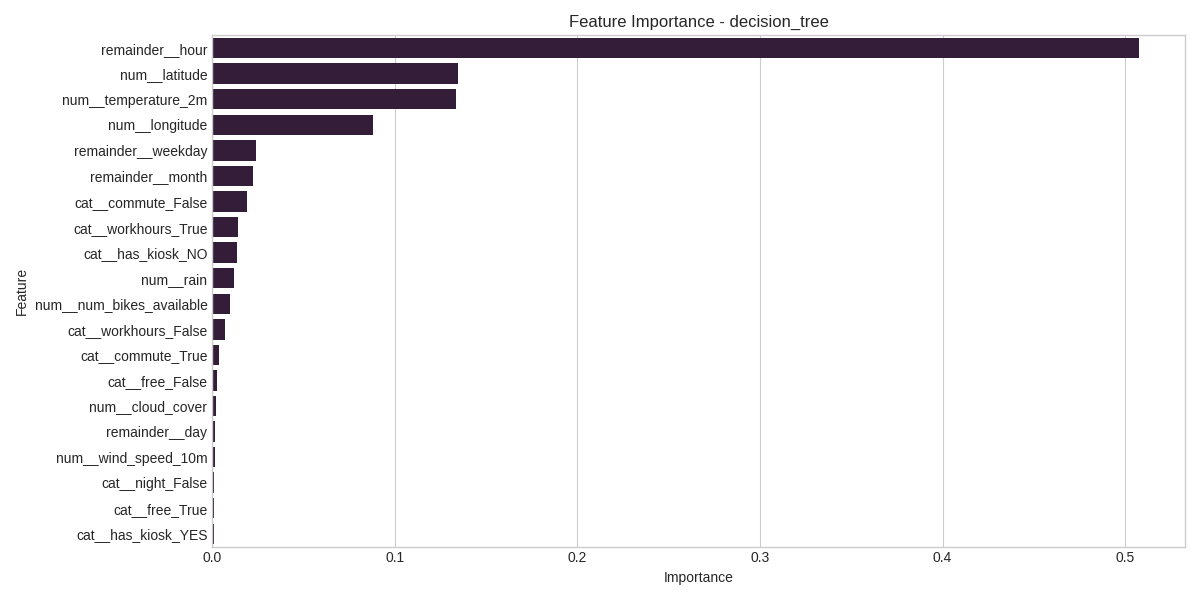 Feature Importance - decision_tree
remainder__hour
num__latitude
num__temperature_2m
num__longitude
remainder__weekday
remainder__month
cat__commute_False
cat__workhours_True
cat__has_kiosk_NO
num__rain
num__num_bikes_available
cat__workhours_False
cat__commute_True
cat__free_False
num__cloud_cover
remainder__day
num__wind_speed_10m
cat__night_False
cat__free_True
cat__has_kiosk_YES
Feature
0.0 0.1 0.2 0.3 0.4 0.5
Importance